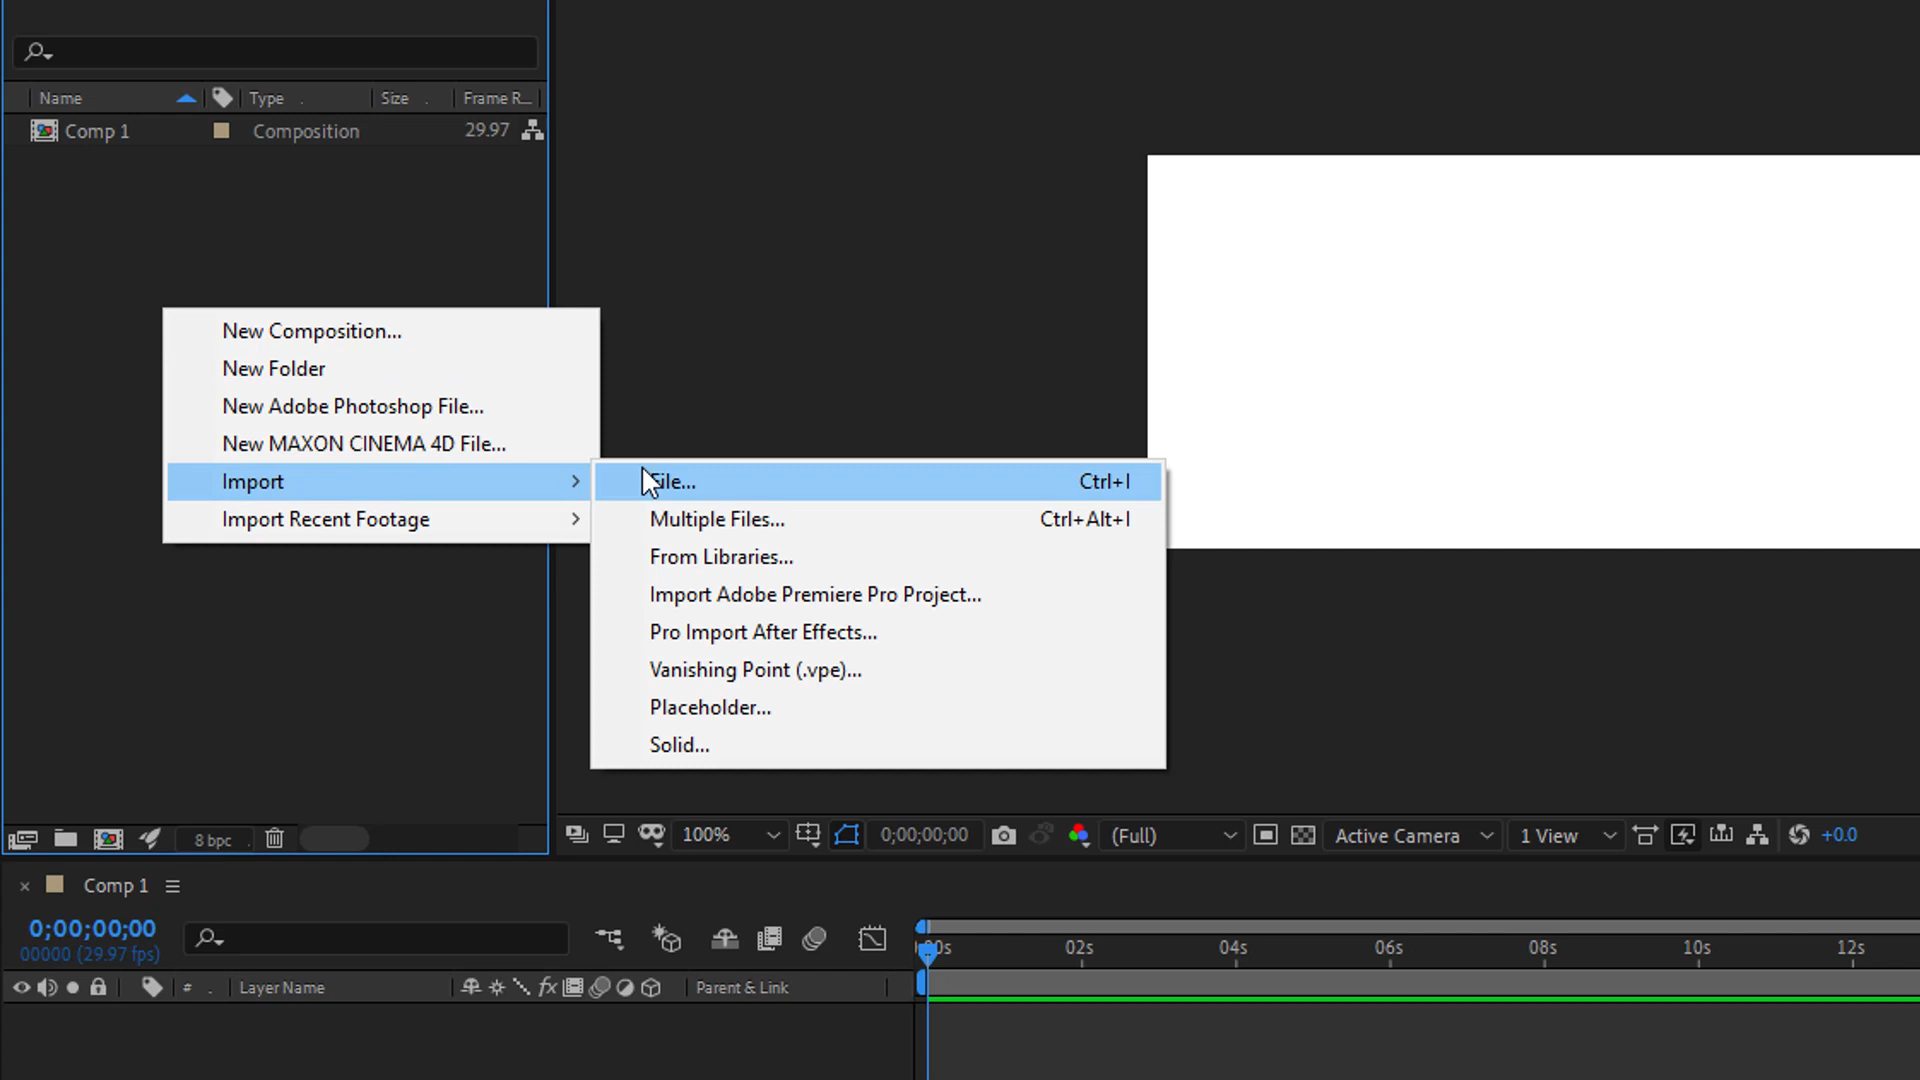 Name Type Size Frame R...
Comp 1 Composition 29.97
New Composition...
New Folder
New Adobe Photoshop File...
New MAXON CINEMA 4D File...
Import
Import Recent Footage
File... Ctrl+I
Multiple Files... Ctrl+Alt+I
From Libraries...
Import Adobe Premiere Pro Project...
Pro Import After Effects...
Vanishing Point (.vpe)...
Placeholder...
Solid...
8 bpc
100% 0;00;00;00 (Full) Active Camera 1 View +0.0
Comp 1
0;00;00;00
00000 (29.97 fps)
00s 02s 04s 06s 08s 10s 12s
# Layer Name fx Parent & Link